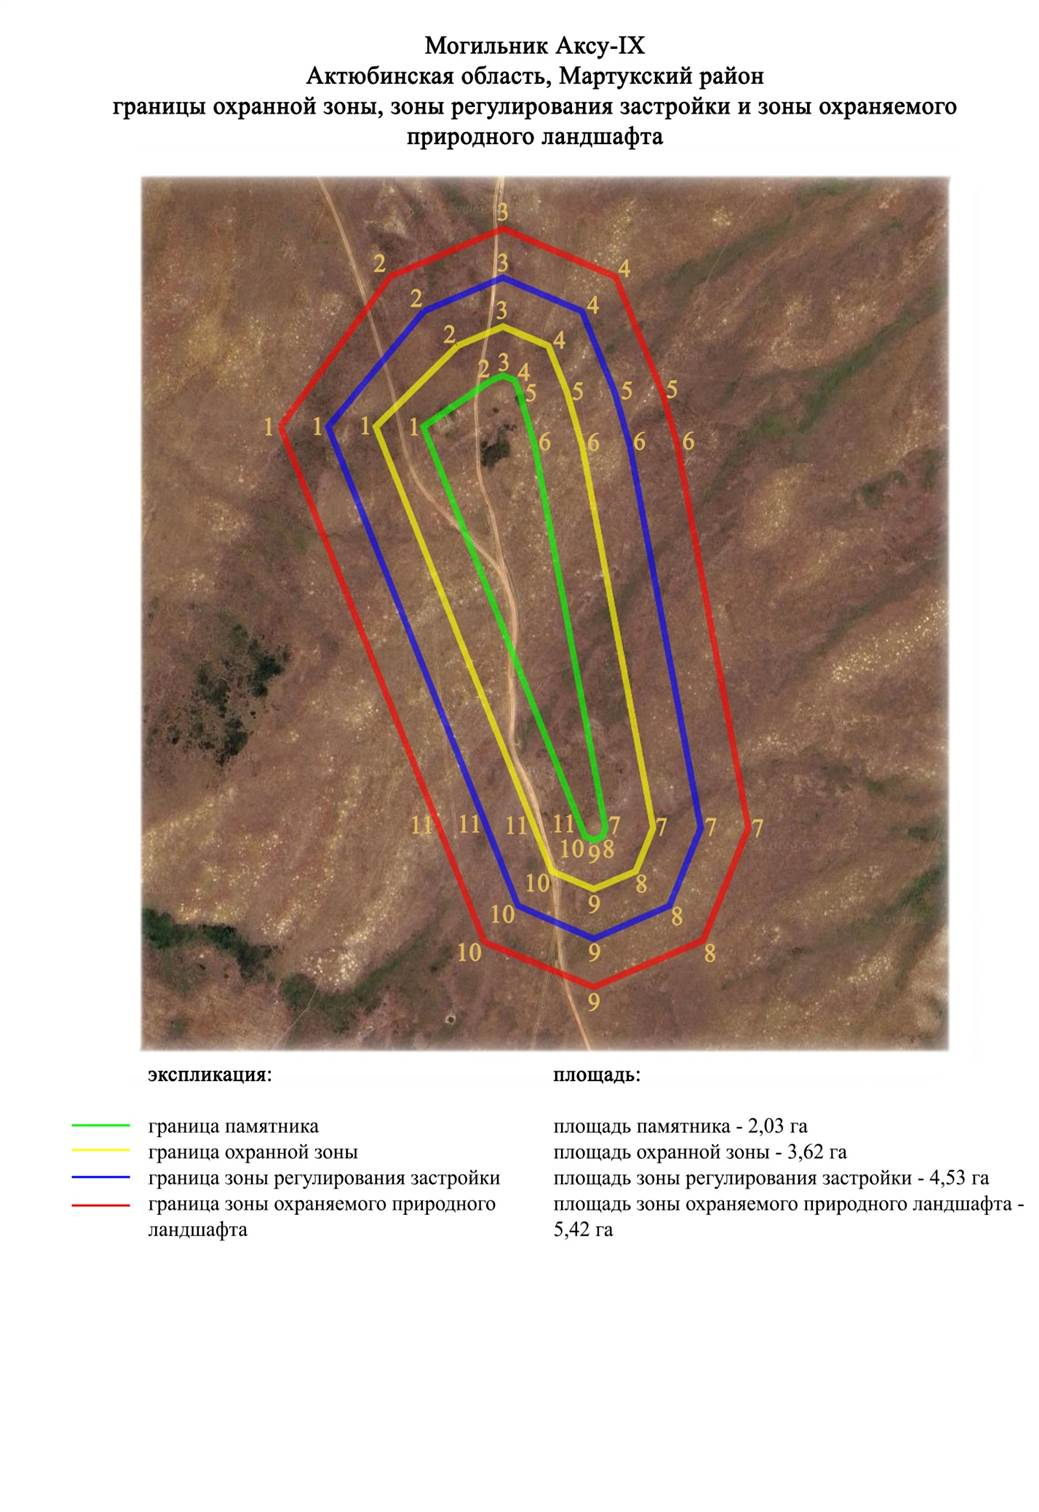 Могильник Аксу-IX
Актюбинская область, Мартукский район
границы охранной зоны, зоны регулирования застройки и зоны охраняемого
природного ландшафта
3
2
4
3
2
4
3
2
4
2 3 4
5 5 5 5
1 1 1 1
6 6 6 6
11 11 11 11 7 7 7 7
10 9 8
10 8
9
10 8
9
10 8
9
экспликация:
площадь:
граница памятника
площадь памятника - 2,03 га
граница охранной зоны
площадь охранной зоны - 3,62 га
граница зоны регулирования застройки
площадь зоны регулирования застройки - 4,53 га
граница зоны охраняемого природного
ландшафта
площадь зоны охраняемого природного ландшафта -
5,42 га